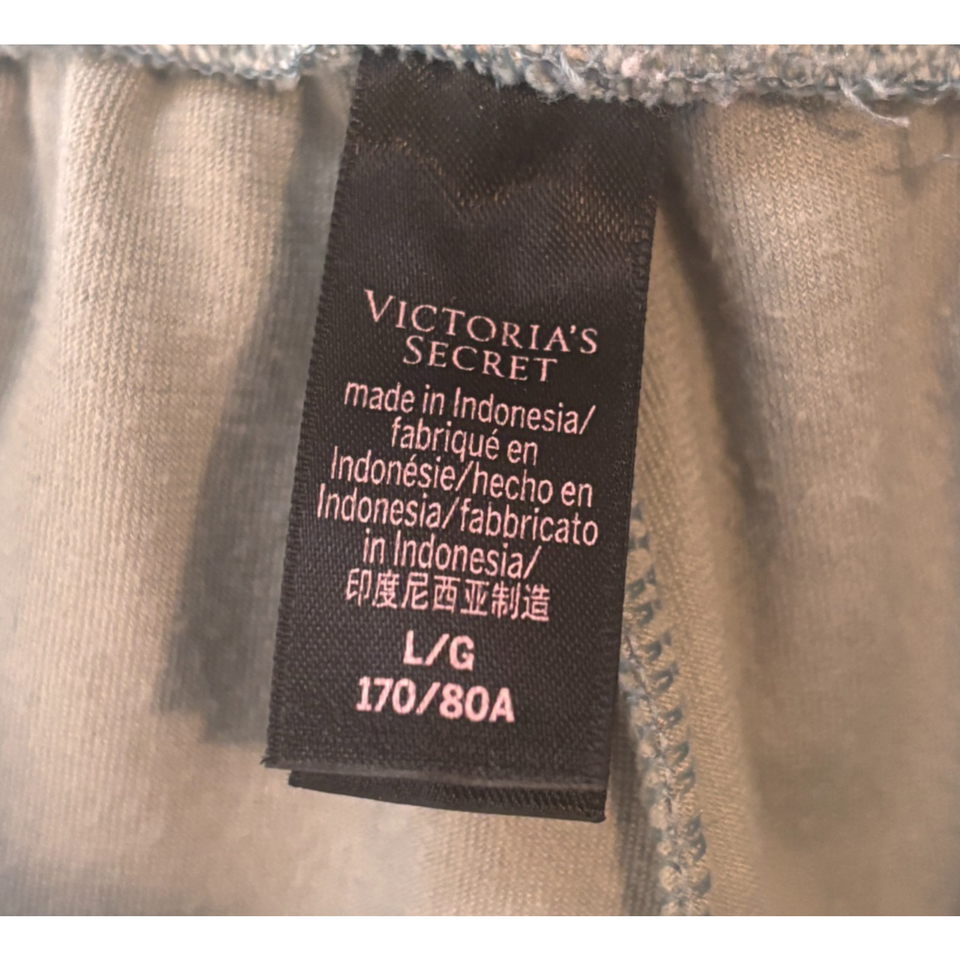 VICTORIA'S
SECRET
made in Indonesia/
fabriqué en
Indonésie/hecho en
Indonesia/fabbricato
in Indonesia/
印度尼西亚制造
L/G
170/80A